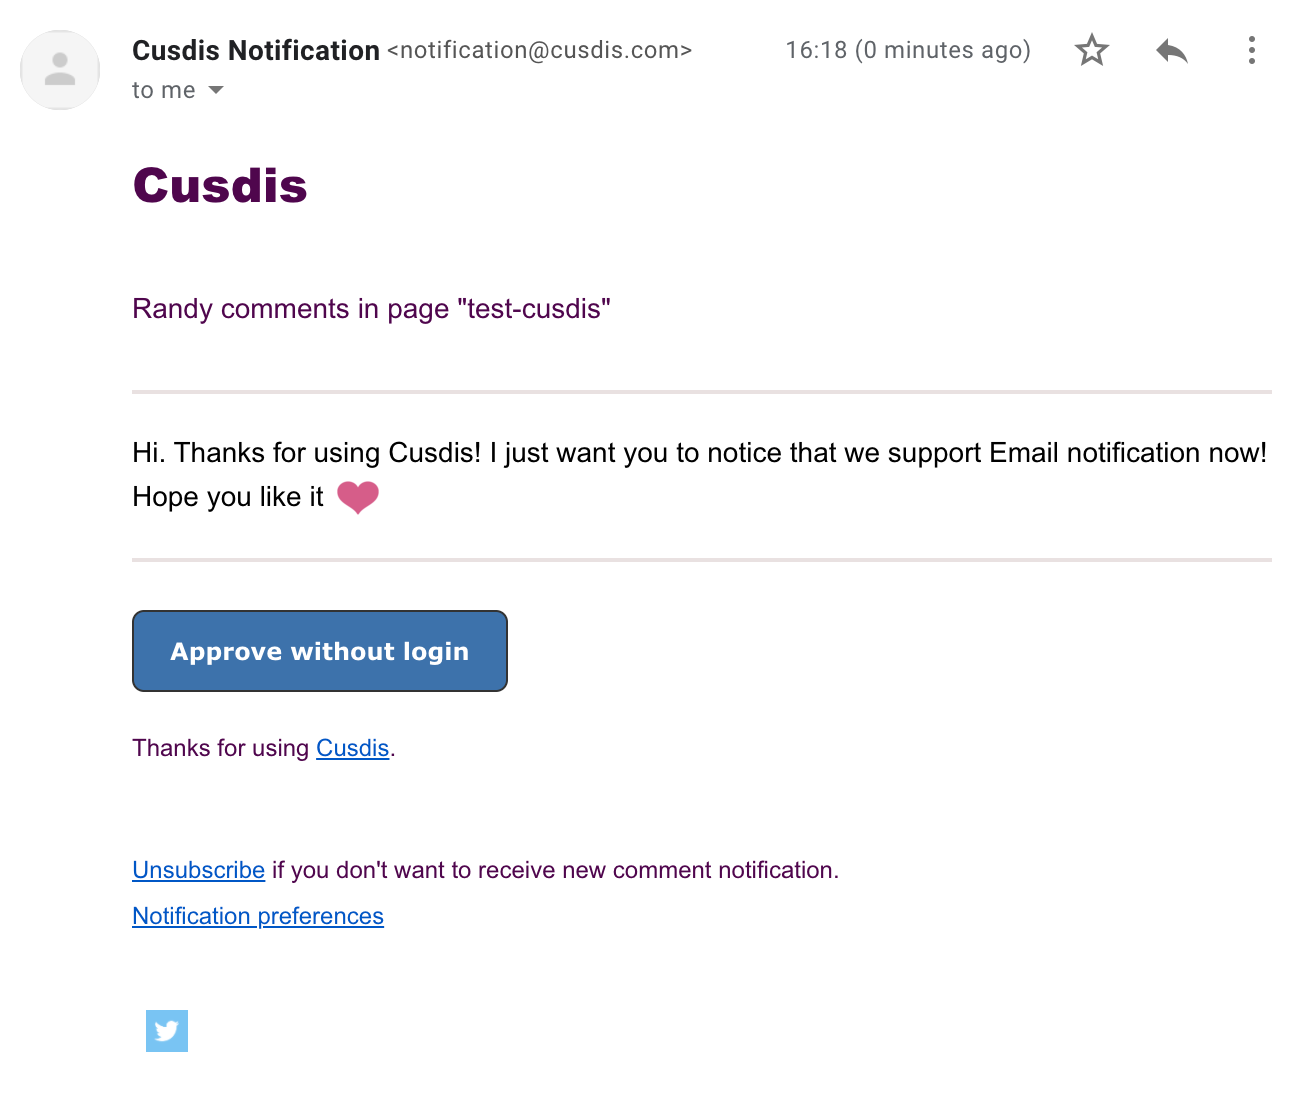 Cusdis Notification <notification@cusdis.com> 16:18 (0 minutes ago)
to me
Cusdis
Randy comments in page "test-cusdis"
Hi. Thanks for using Cusdis! I just want you to notice that we support Email notification now!
Hope you like it
Approve without login
Thanks for using Cusdis.
Unsubscribe if you don't want to receive new comment notification.
Notification preferences